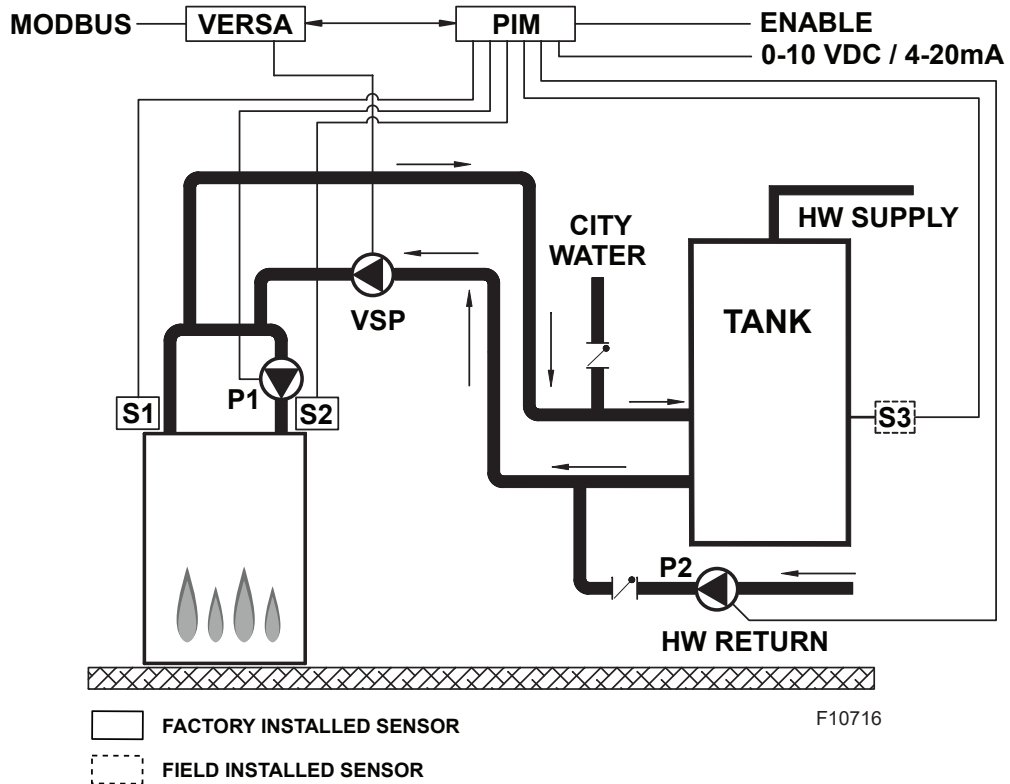 MODBUS
VERSA
PIM
ENABLE
0-10 VDC / 4-20mA
HW SUPPLY
CITY
WATER
TANK
VSP
P1
S1
S2
S3
P2
HW RETURN
F10716
FACTORY INSTALLED SENSOR
FIELD INSTALLED SENSOR